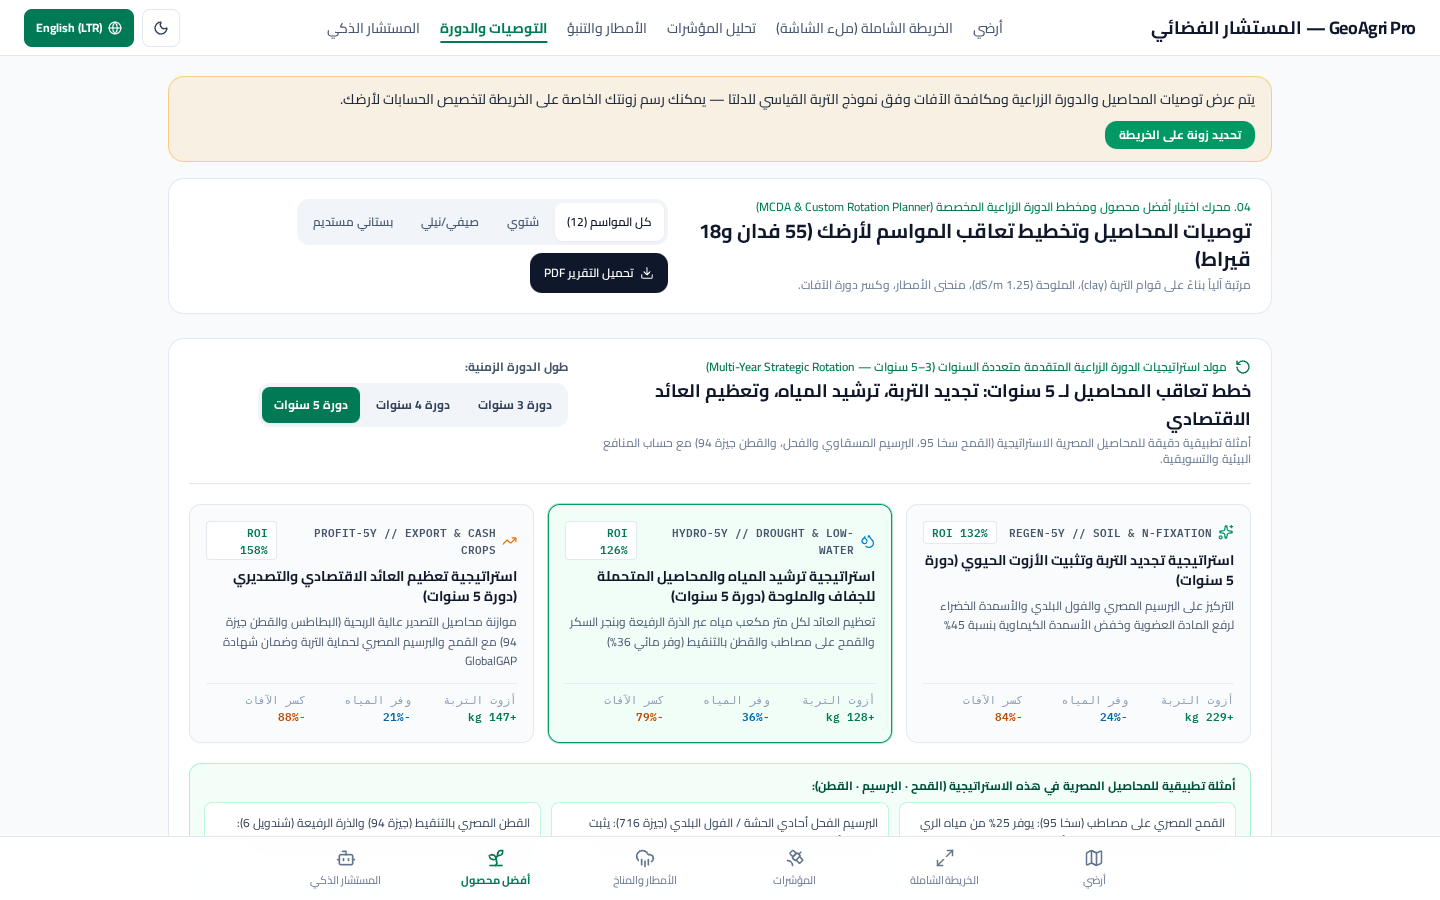 GeoAgri Pro — المستشار الفضائي
أرضي
الخريطة الشاملة (ملء الشاشة)
تحليل المؤشرات
الأمطار والتنبؤ
التوصيات والدورة
المستشار الذكي
English (LTR)
يتم عرض توصيات المحاصيل والدورة الزراعية ومكافحة الآفات وفق نموذج التربة القياسي للدلتا — يمكنك رسم زونتك الخاصة على الخريطة لتخصيص الحسابات لأرضك.
تحديد زونة على الخريطة
04. محرك اختيار أفضل محصول ومخطط الدورة الزراعية المخصصة (MCDA & Custom Rotation Planner)
توصيات المحاصيل وتخطيط تعاقب المواسم لأرضك (55 فدان و18
قيراط)
مرتبة آلياً بناءً على قوام التربة (clay)، الملوحة (1.25 dS/m)، منحنى الأمطار، وكسر دورة الآفات.
كل المواسم (12)
شتوي
صيفي/نيلي
بستاني مستديم
تحميل التقرير PDF
مولد استراتيجيات الدورة الزراعية المتقدمة متعددة السنوات (3–5 سنوات — Multi-Year Strategic Rotation)
خطط تعاقب المحاصيل لـ 5 سنوات: تجديد التربة، ترشيد المياه، وتعظيم العائد
الاقتصادي
أمثلة تطبيقية دقيقة للمحاصيل المصرية الاستراتيجية (القمح سخا 95، البرسيم المسقاوي والفحل، والقطن جيزة 94) مع حساب المنافع
البيئية والتسويقية.
طول الدورة الزمنية:
دورة 3 سنوات
دورة 4 سنوات
دورة 5 سنوات
REGEN-5Y // SOIL & N-FIXATION
ROI 132%
استراتيجية تجديد التربة وتثبيت الأزوت الحيوي (دورة
5 سنوات)
التركيز على البرسيم المصري والفول البلدي والأسمدة الخضراء
لرفع المادة العضوية وخفض الأسمدة الكيماوية بنسبة 45%
أزوت التربة
وفر المياه
كسر الآفات
+229 kg
-24%
-84%
HYDRO-5Y // DROUGHT & LOW-
WATER
ROI
126%
استراتيجية ترشيد المياه والمحاصيل المتحملة
للجفاف والملوحة (دورة 5 سنوات)
تعظيم العائد لكل متر مكعب مياه عبر الذرة الرفيعة وبنجر السكر
والقمح على مصاطب والقطن بالتنقيط (وفر مائي 36%)
أزوت التربة
وفر المياه
كسر الآفات
+128 kg
-36%
-79%
PROFIT-5Y // EXPORT & CASH
CROPS
ROI
158%
استراتيجية تعظيم العائد الاقتصادي والتصديري
(دورة 5 سنوات)
موازنة محاصيل التصدير عالية الربحية (البطاطس والقطن جيزة
94) مع القمح والبرسيم المصري لحماية التربة وضمان شهادة
GlobalGAP
أزوت التربة
وفر المياه
كسر الآفات
+147 kg
-21%
-88%
أمثلة تطبيقية للمحاصيل المصرية في هذه الاستراتيجية (القمح · البرسيم · القطن):
القمح المصري على مصاطب (سخا 95): يوفر 25% من مياه الري
البرسيم الفحل أحادي الحشة / الفول البلدي (جيزة 716): يثبت
القطن المصري بالتنقيط (جيزة 94) والذرة الرفيعة (شندويل 6):
أرضي
الخريطة الشاملة
المؤشرات
الأمطار والمناخ
أفضل محصول
المستشار الذكي